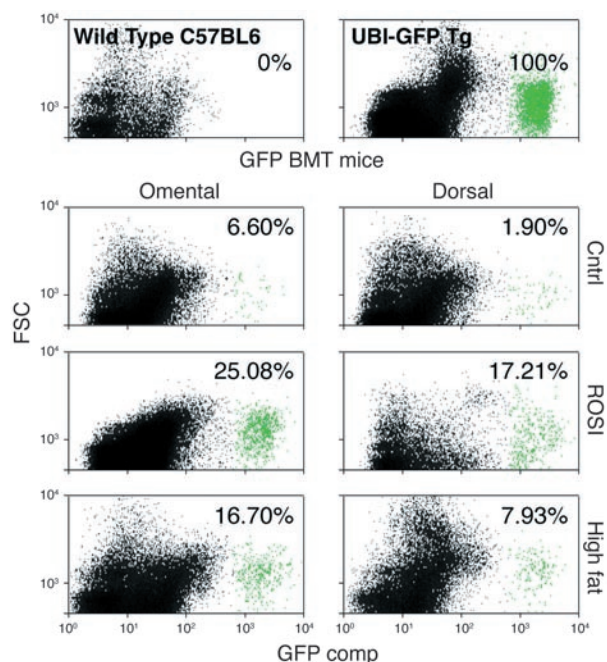 Wild Type C57BL6
0%
UBI-GFP Tg
100%
10⁴
10³
GFP BMT mice
Omental
Dorsal
10⁴
10³
6.60%
1.90%
Cntrl
FSC
10³
25.08%
17.21%
ROSI
10⁴
10³
16.70%
7.93%
High fat
10⁰ 10¹ 10² 10³ 10⁴ 10⁰ 10¹ 10² 10³ 10⁴
GFP comp